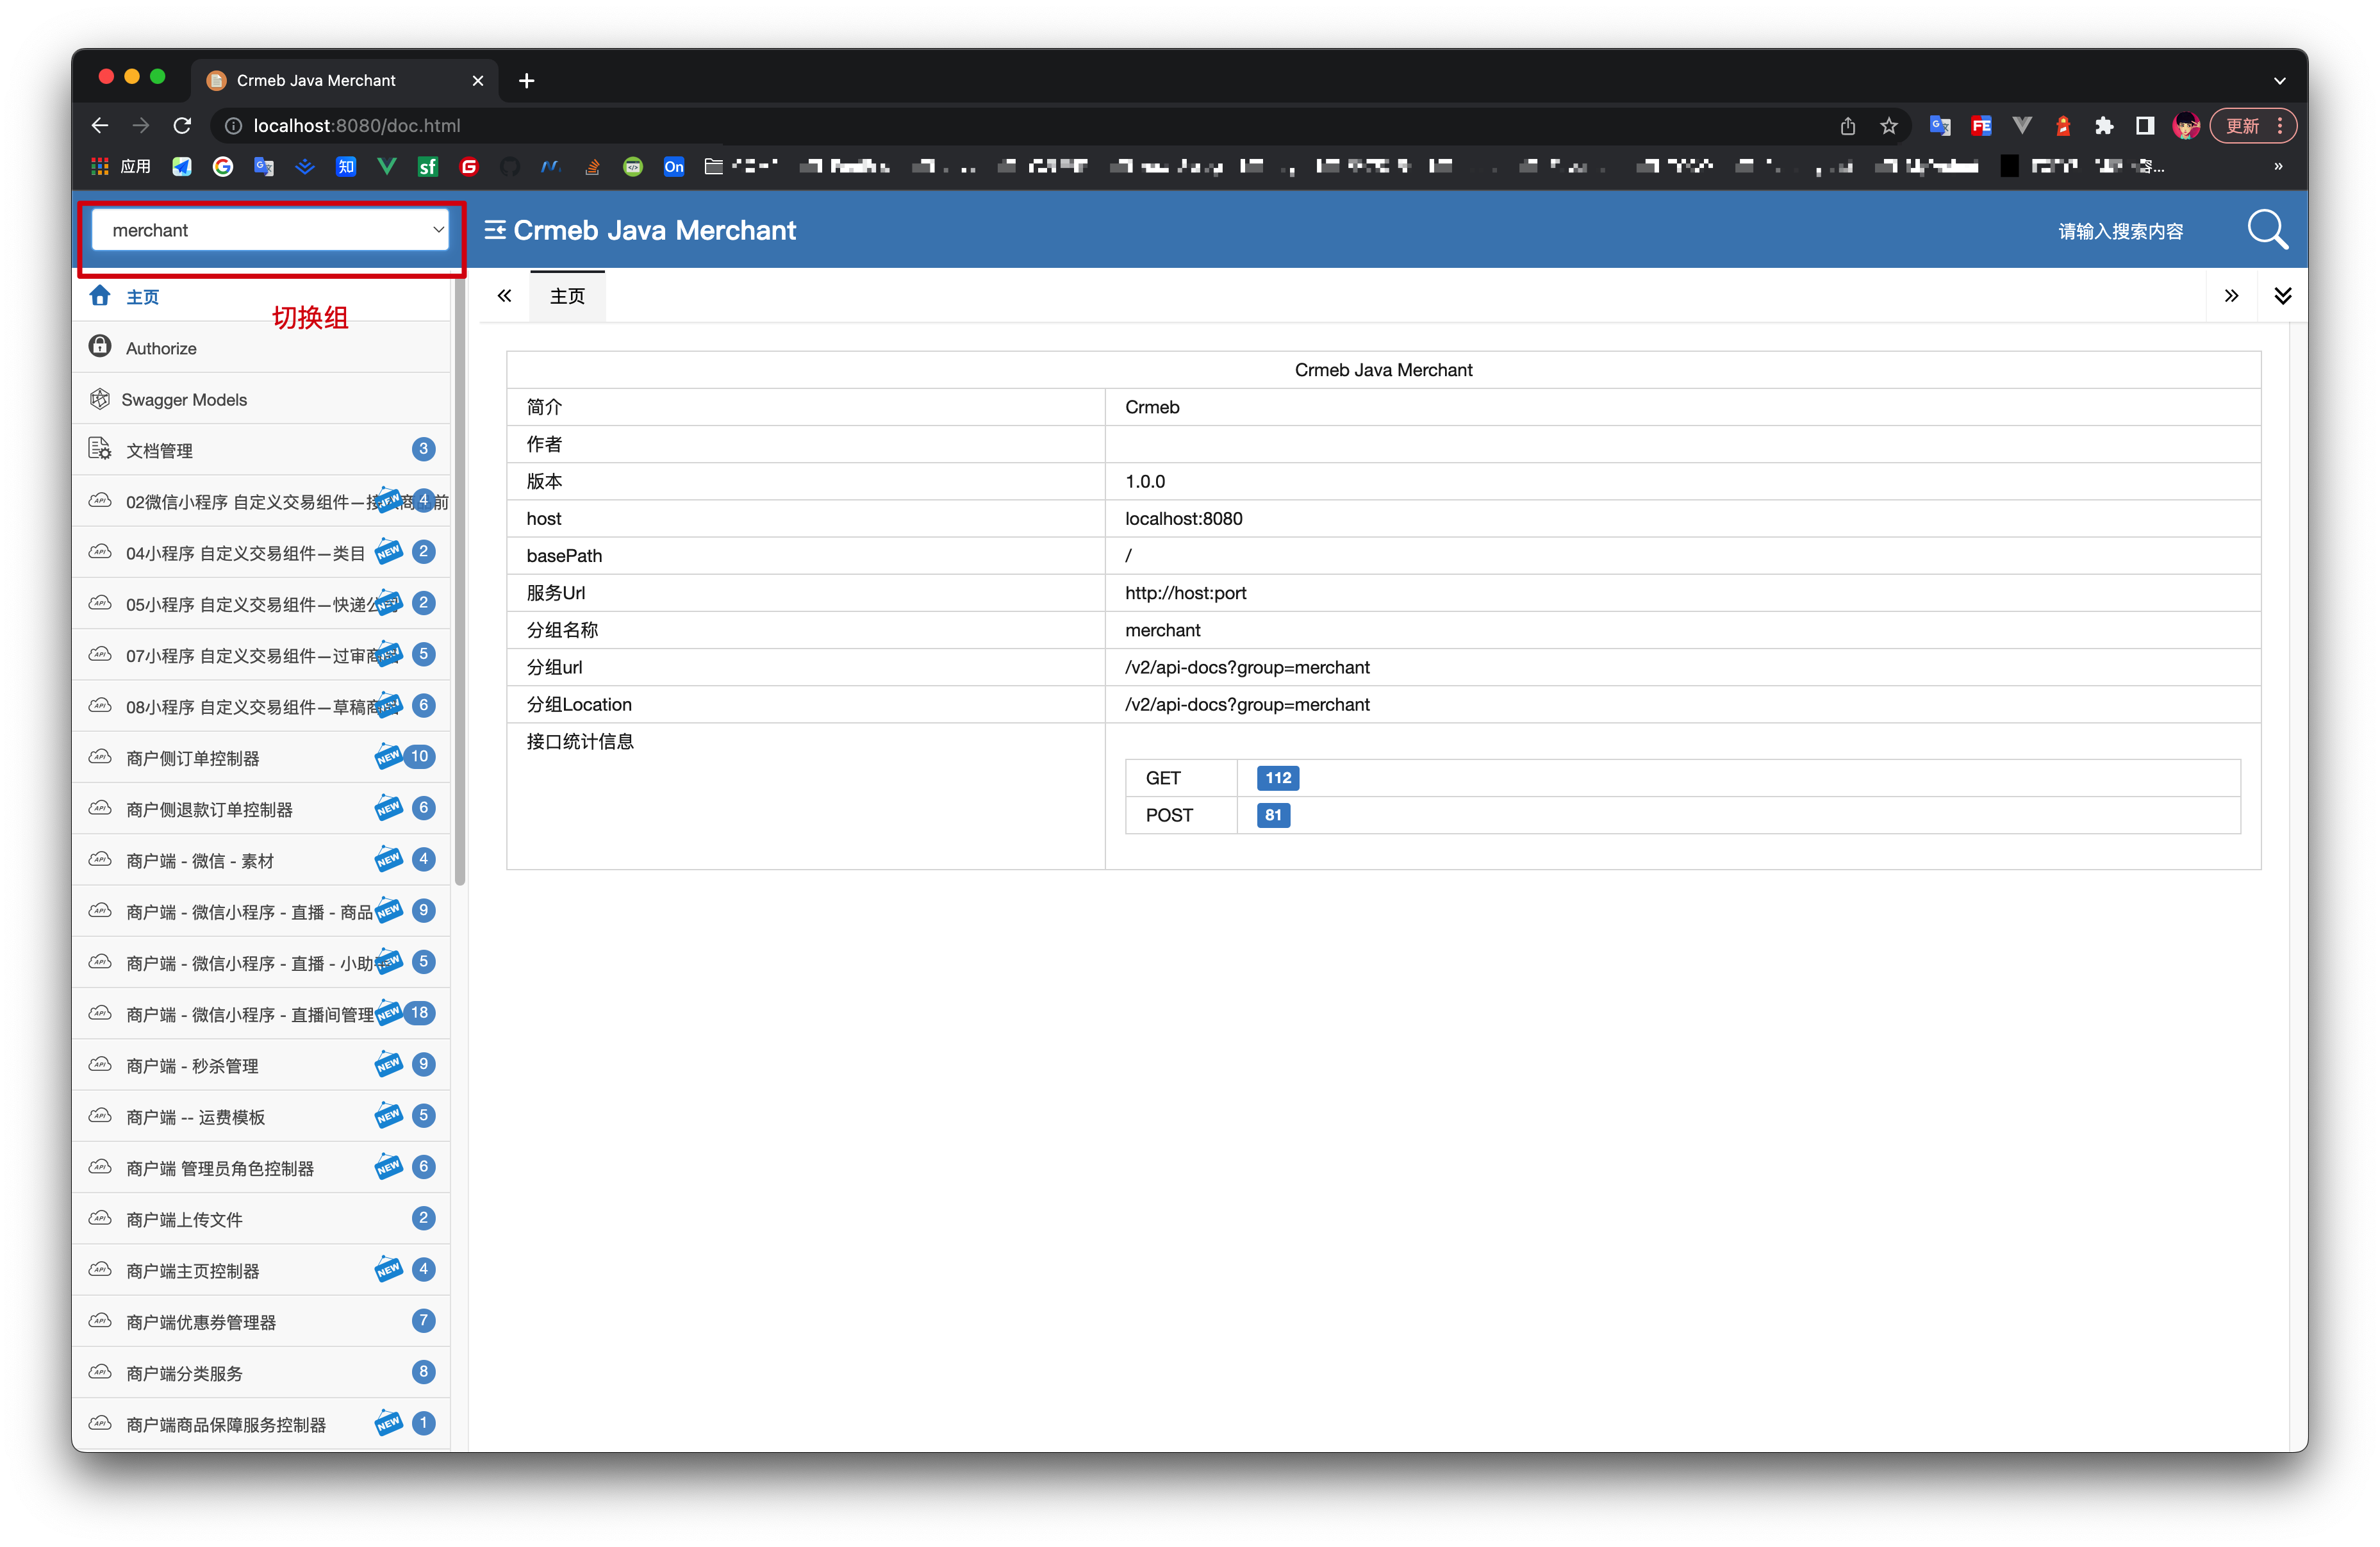 Crmeb Java Merchant
localhost:8080/doc.html
更新
应用
知
sf
G
On
merchant
Crmeb Java Merchant
请输入搜索内容
主页
切换组
Authorize
Swagger Models
文档管理 3
02微信小程序 自定义交易组件—接 商 前 4
04小程序 自定义交易组件—类目 NEW 2
05小程序 自定义交易组件—快递公 NEW 2
07小程序 自定义交易组件—过审商 NEW 5
08小程序 自定义交易组件—草稿商 NEW 6
商户侧订单控制器 NEW 10
商户侧退款订单控制器 NEW 6
商户端 - 微信 - 素材 NEW 4
商户端 - 微信小程序 - 直播 - 商品 NEW 9
商户端 - 微信小程序 - 直播 - 小助 NEW 5
商户端 - 微信小程序 - 直播间管理 NEW 18
商户端 - 秒杀管理 NEW 9
商户端 -- 运费模板 NEW 5
商户端 管理员角色控制器 NEW 6
商户端上传文件 2
商户端主页控制器 NEW 4
商户端优惠券管理器 7
商户端分类服务 8
商户端商品保障服务控制器 NEW 1
主页
Crmeb Java Merchant
简介 Crmeb
作者
版本 1.0.0
host localhost:8080
basePath /
服务Url http://host:port
分组名称 merchant
分组url /v2/api-docs?group=merchant
分组Location /v2/api-docs?group=merchant
接口统计信息
GET 112
POST 81